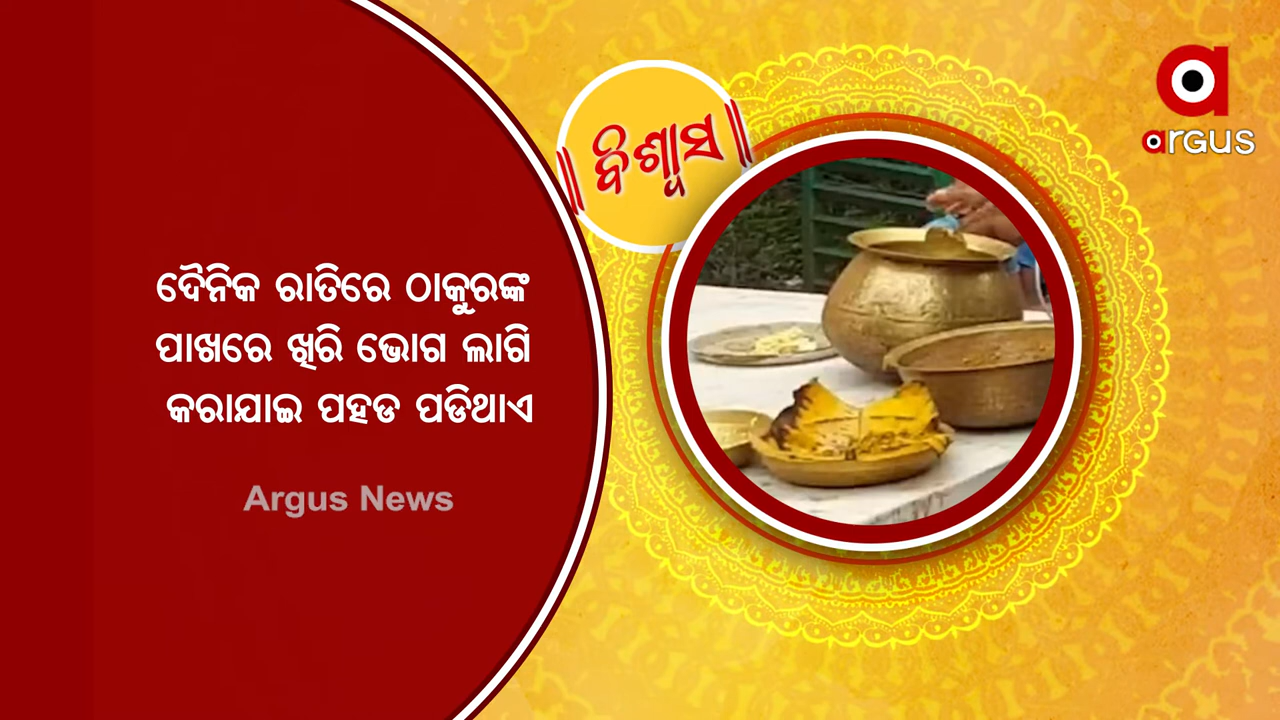 ॥ ବିଶ୍ୱାସ ॥
argus
ଦୈନିକ ରାତିରେ ଠାକୁରଙ୍କ
ପାଖରେ ଖିରି ଭୋଗ ଲାଗି
କରାଯାଇ ପହଡ ପଡିଥାଏ
Argus News